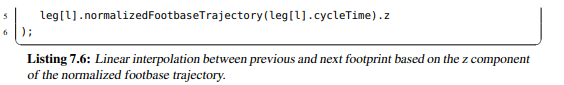 5 leg[l].normalizedFootbaseTrajectory(leg[l].cycleTime).z
6 );
Listing 7.6: Linear interpolation between previous and next footprint based on the z component
of the normalized footbase trajectory.